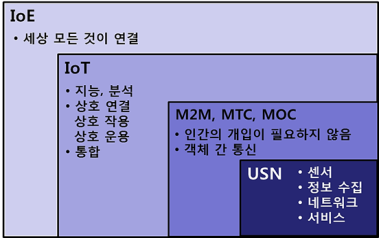 IoE
• 세상 모든 것이 연결
IoT
• 지능, 분석
• 상호 연결
상호 작용
상호 운용
• 통합
M2M, MTC, MOC
• 인간의 개입이 필요하지 않음
• 객체 간 통신
USN
• 센서
• 정보 수집
• 네트워크
• 서비스